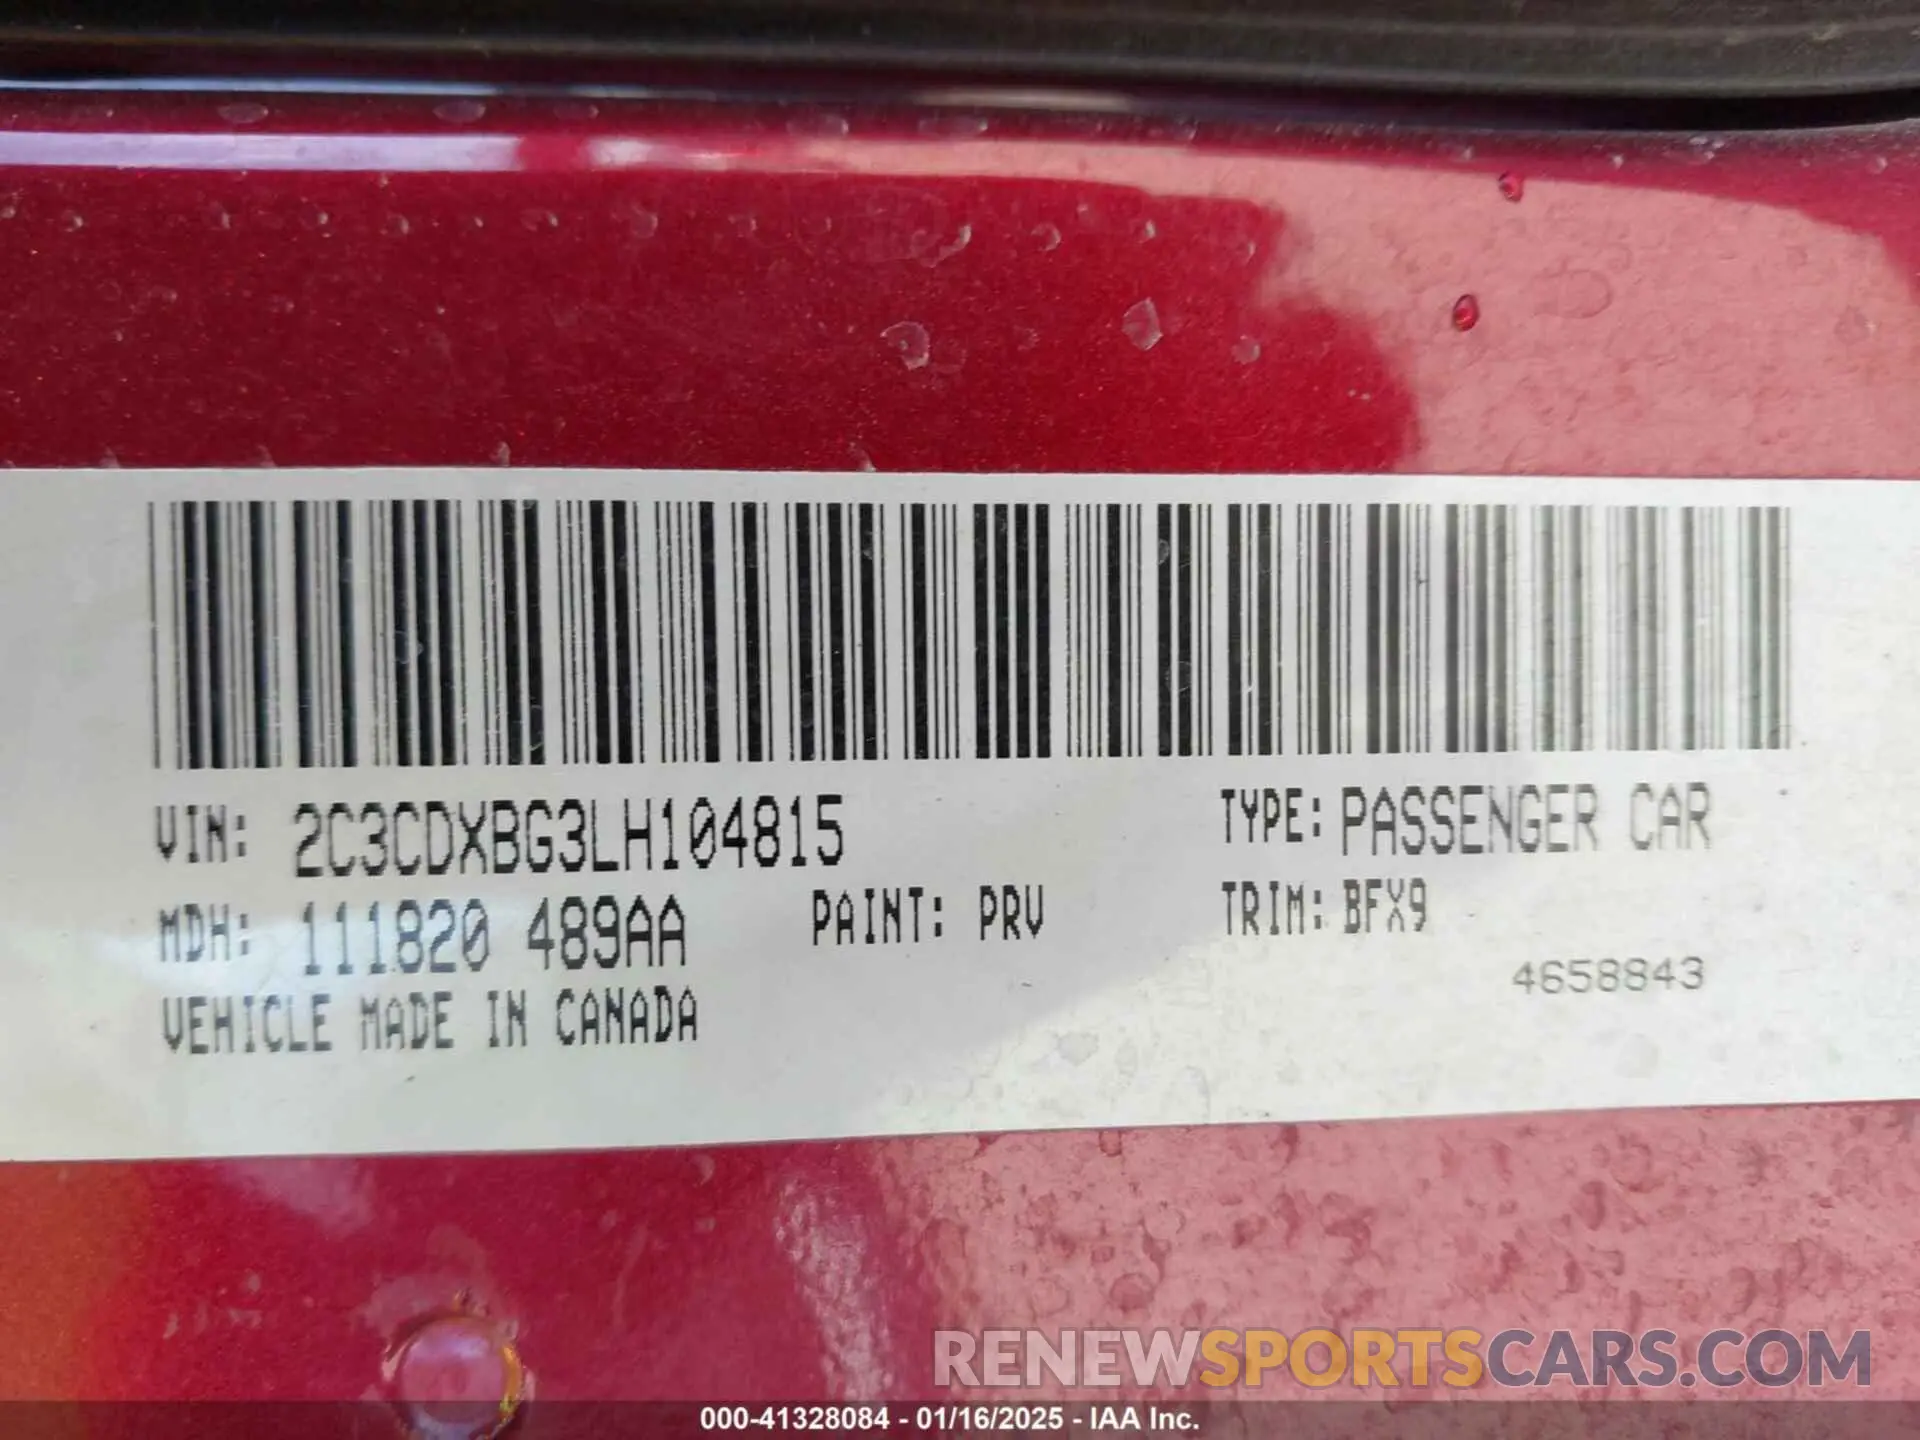 VIN: 2C3CDXBG3LH104815 TYPE: PASSENGER CAR
MDH: 111820 489AA PAINT: PRV TRIM: BFX9
4658843
VEHICLE MADE IN CANADA
RENEWSPORTSCARS.COM
000-41328084 - 01/16/2025 - IAA Inc.